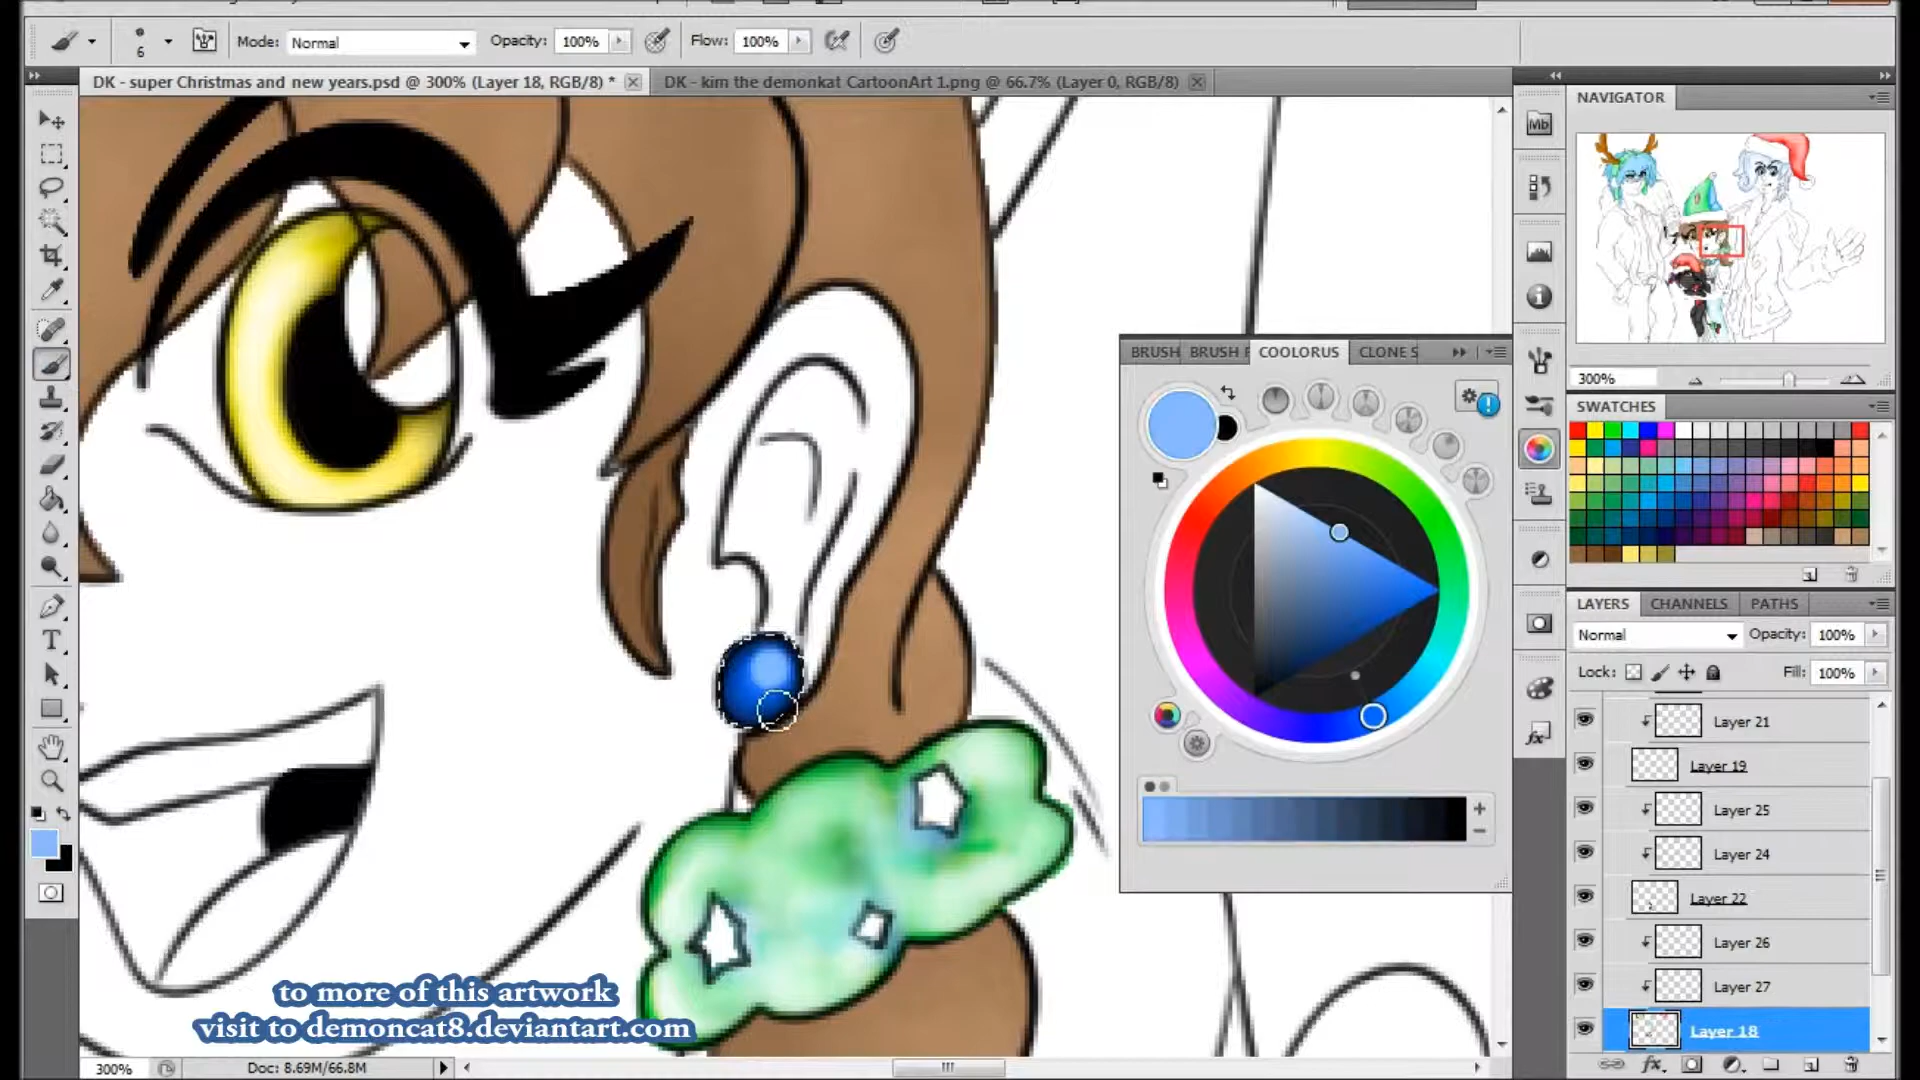 6 Mode: Normal Opacity: 100% Flow: 100%
DK - super Christmas and new years.psd @ 300% (Layer 18, RGB/8) * DK - kim the demonkat CartoonArt 1.png @ 66.7% (Layer 0, RGB/8)
NAVIGATOR
Mb
300%
BRUSH BRUSH COOLORUS CLONE S
SWATCHES
LAYERS CHANNELS PATHS
Normal Opacity: 100%
Lock: Fill: 100%
Layer 21
Layer 19
Layer 25
Layer 24
Layer 22
Layer 26
Layer 27
Layer 18
to more of this artwork
visit to demoncat8.deviantart.com
300% Doc: 8.69M/66.8M